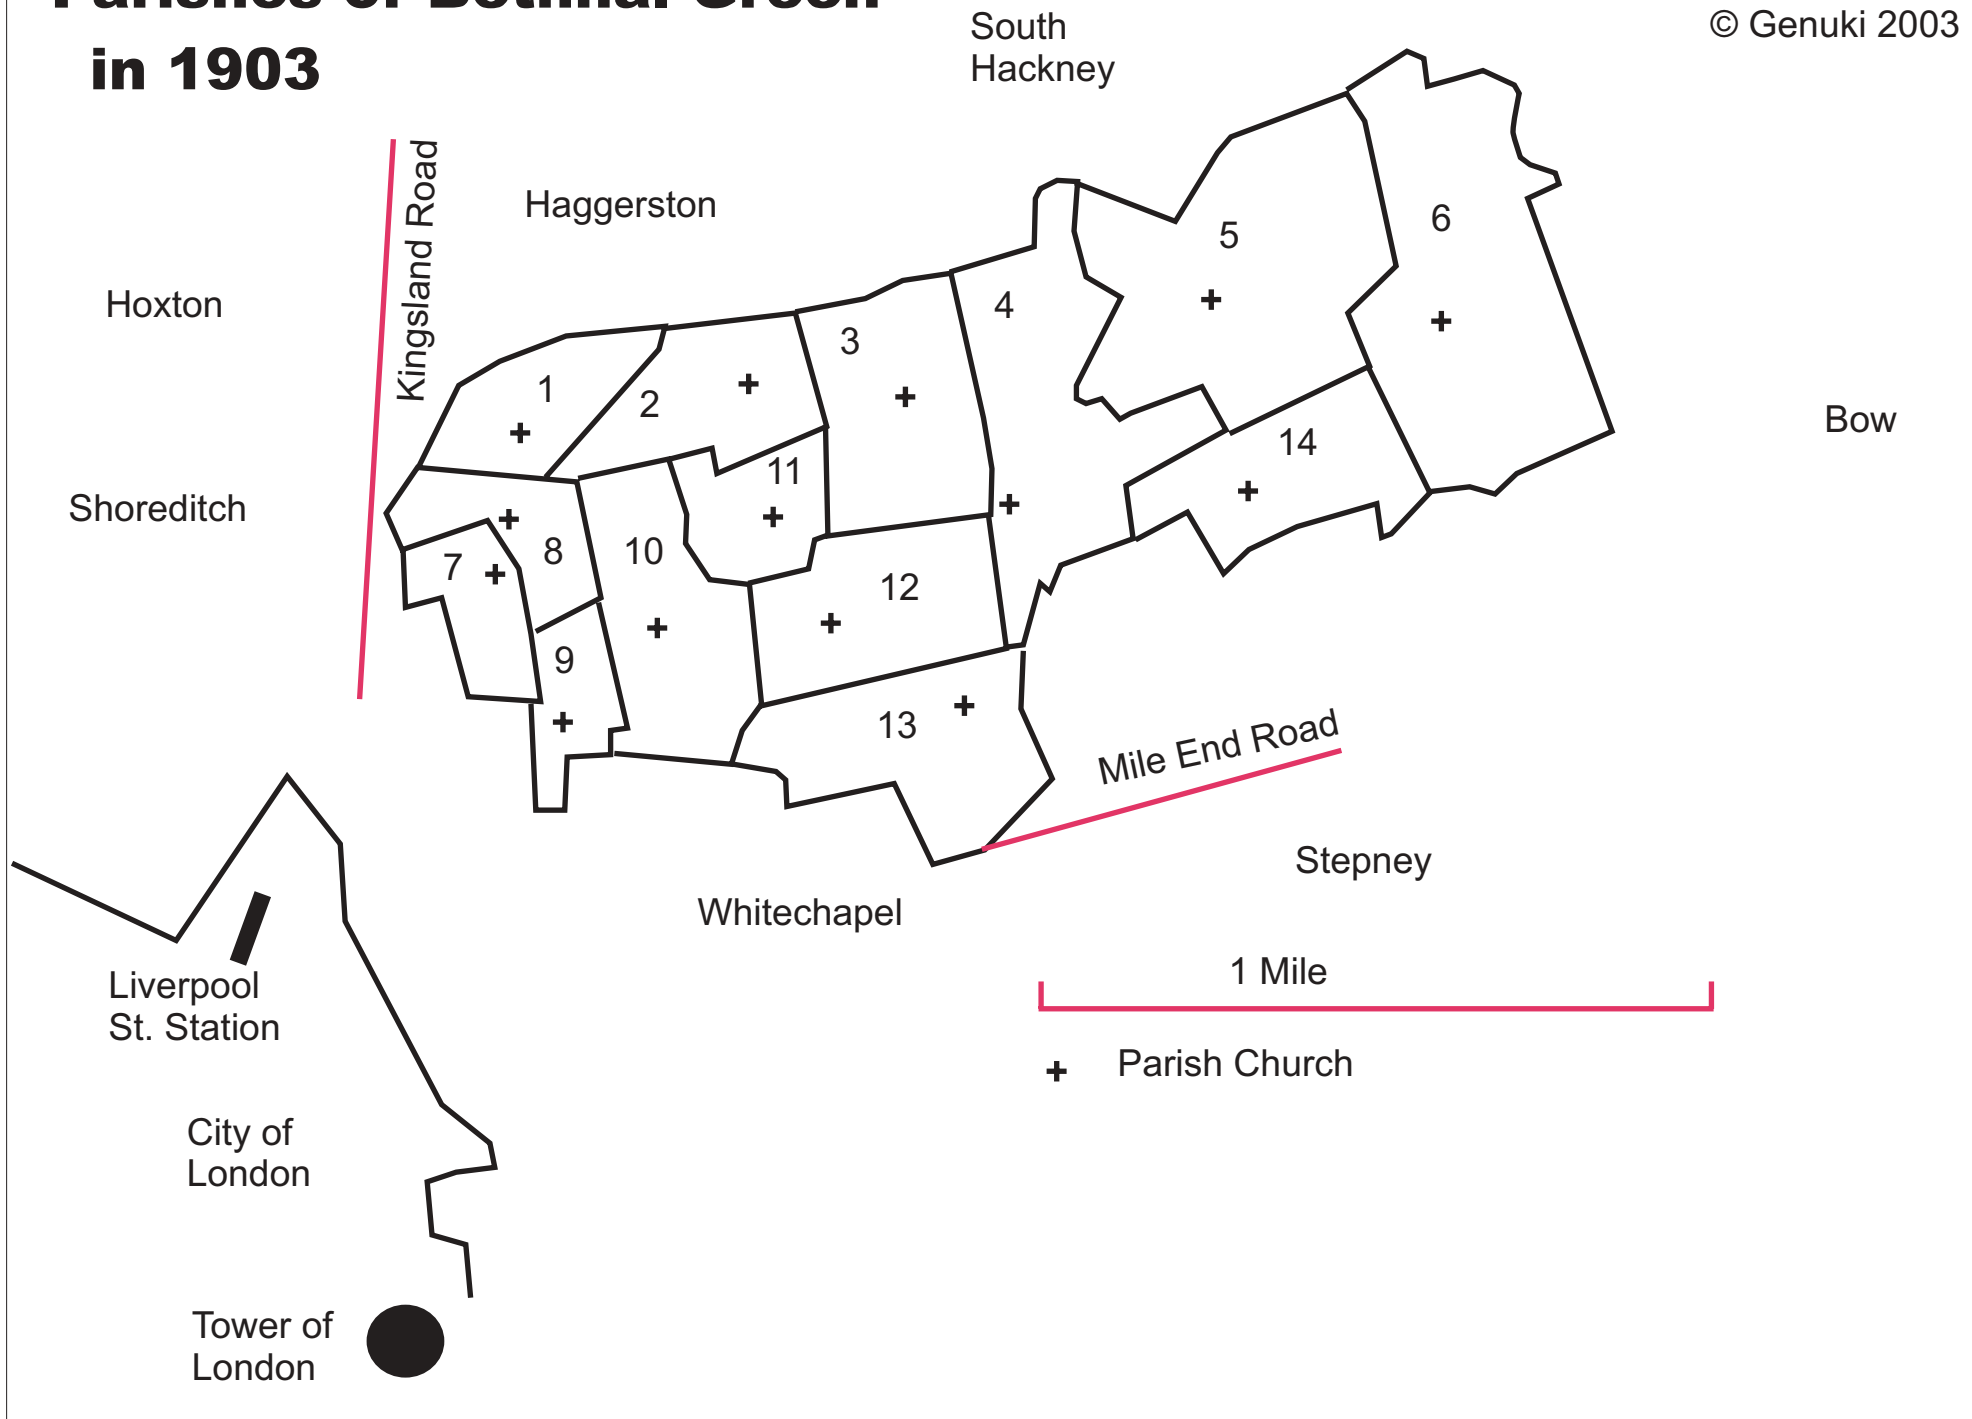 in 1903
© Genuki 2003
South
Hackney
Kingsland Road
Haggerston
Hoxton
Shoreditch
Bow
1
2
3
4
5
6
7
8
9
10
11
12
13
14
Mile End Road
Stepney
Whitechapel
1 Mile
Parish Church
Liverpool
St. Station
City of
London
Tower of
London